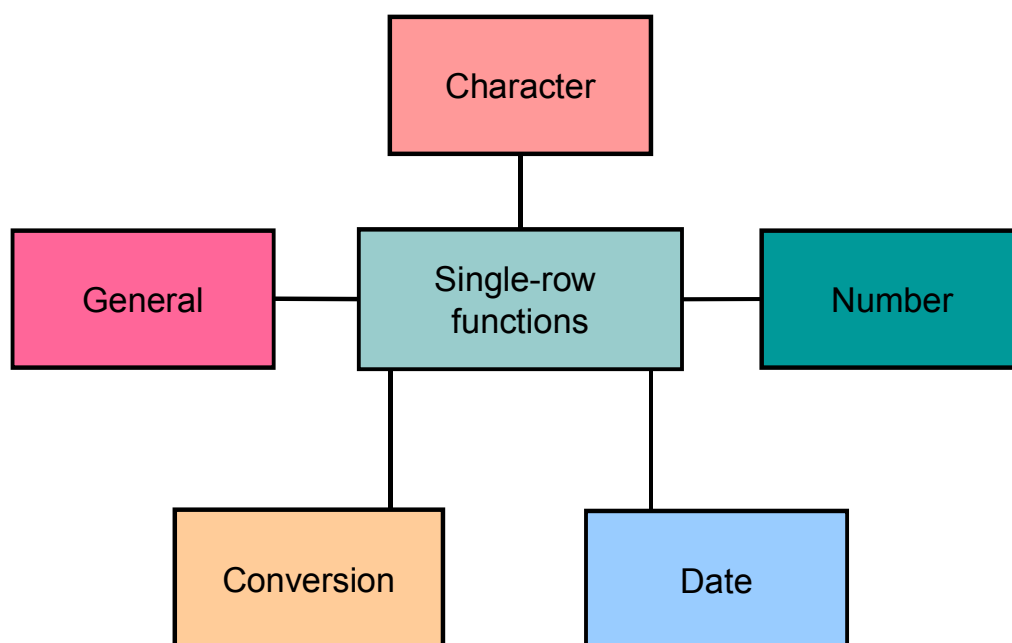 Character
General
Single-row
functions
Number
Conversion
Date